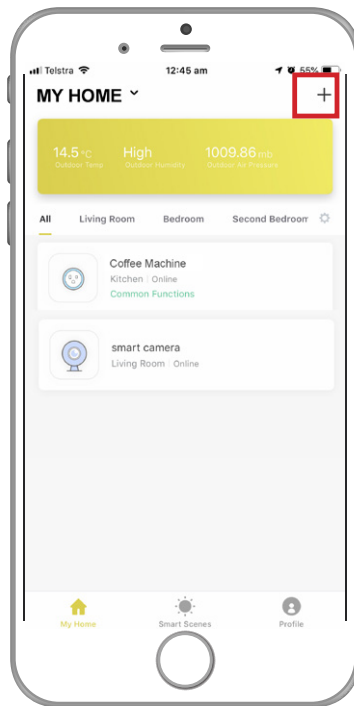 Telstra 12:45 am 55%
MY HOME
14.5 °C High 1009.86 mb
Outdoor Temp Outdoor Humidity Outdoor Air Pressure
All Living Room Bedroom Second Bedroom
Coffee Machine
Kitchen | Online
Common Functions
smart camera
Living Room | Online
My Home Smart Scenes Profile